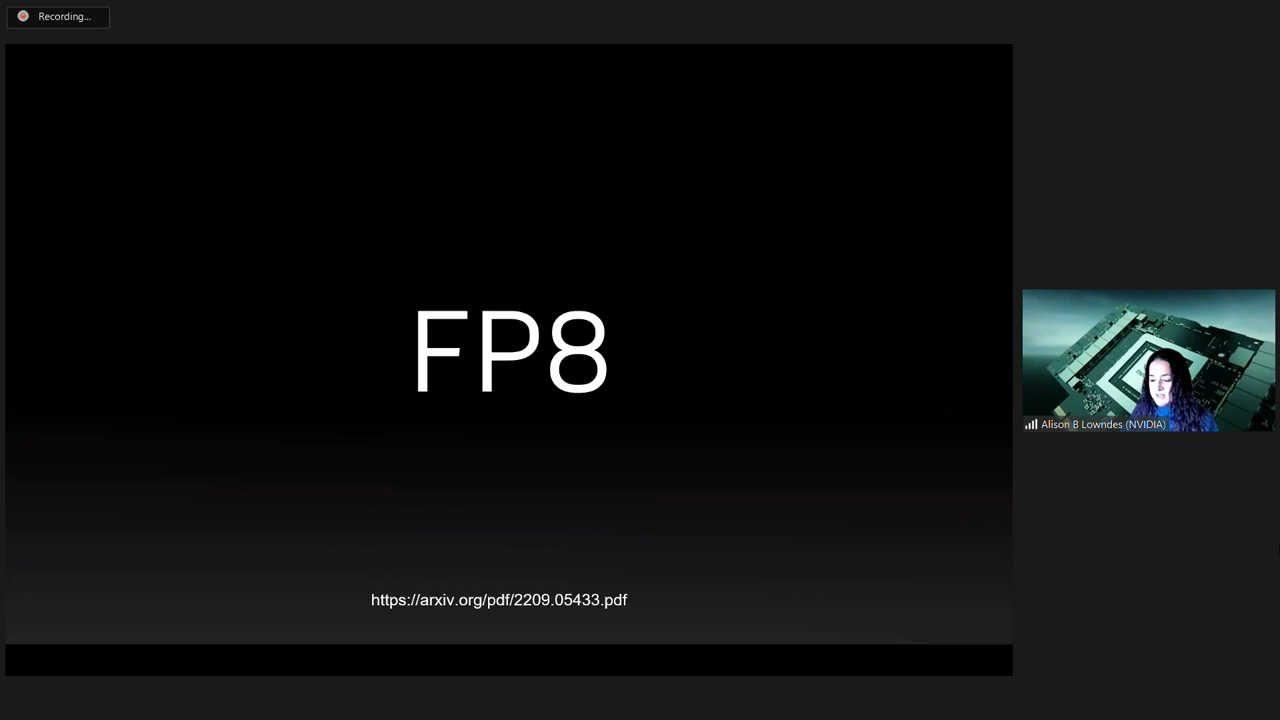 Recording...
FP8
https://arxiv.org/pdf/2209.05433.pdf
Alison B Lowndes (NVIDIA)